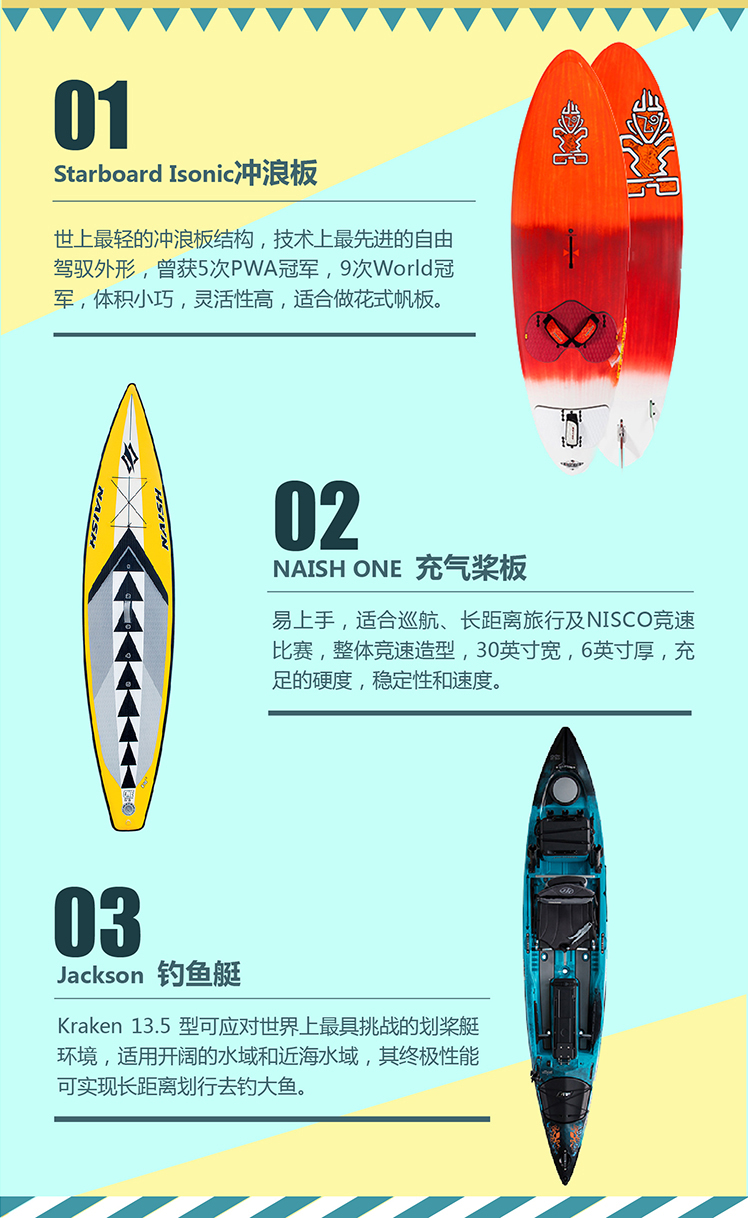 01
Starboard Isonic冲浪板
世上最轻的冲浪板结构，技术上最先进的自由
驾驭外形，曾获5次PWA冠军，9次World冠
军，体积小巧，灵活性高，适合做花式帆板。
NAISH
NAISH
02
NAISH ONE 充气桨板
易上手，适合巡航、长距离旅行及NISCO竞速
比赛，整体竞速造型，30英寸宽，6英寸厚，充
足的硬度，稳定性和速度。
03
Jackson 钓鱼艇
Kraken 13.5 型可应对世界上最具挑战的划桨艇
环境，适用开阔的水域和近海水域，其终极性能
可实现长距离划行去钓大鱼。